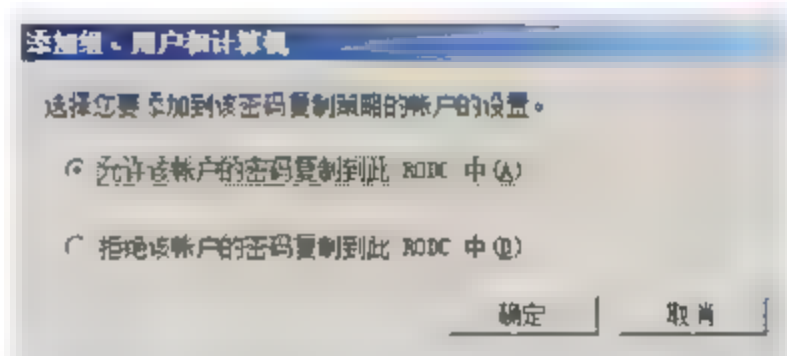 添加组、用户和计算机
选择您要添加到该密码复制策略的帐户的设置。
允许该帐户的密码复制到此 RODC 中(A)
拒绝该帐户的密码复制到此 RODC 中(D)
确定 取消